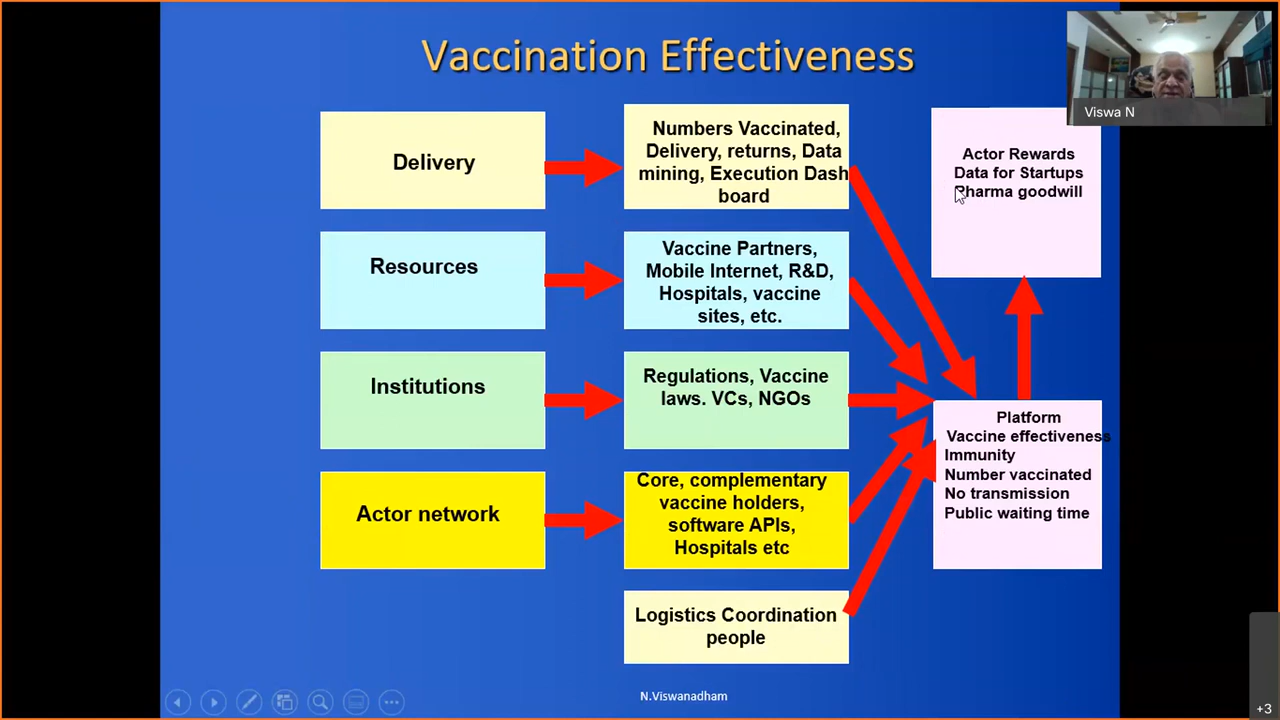 Vaccination Effectiveness
Viswa N
Delivery
Numbers Vaccinated,
Delivery, returns, Data
mining, Execution Dash
board
Actor Rewards
Data for Startups
Pharma goodwill
Resources
Vaccine Partners,
Mobile Internet, R&D,
Hospitals, vaccine
sites, etc.
Institutions
Regulations, Vaccine
laws. VCs, NGOs
Platform
Vaccine effectiveness
Immunity
Number vaccinated
No transmission
Public waiting time
Actor network
Core, complementary
vaccine holders,
software APIs,
Hospitals etc
Logistics Coordination
people
N.Viswanadham
+3